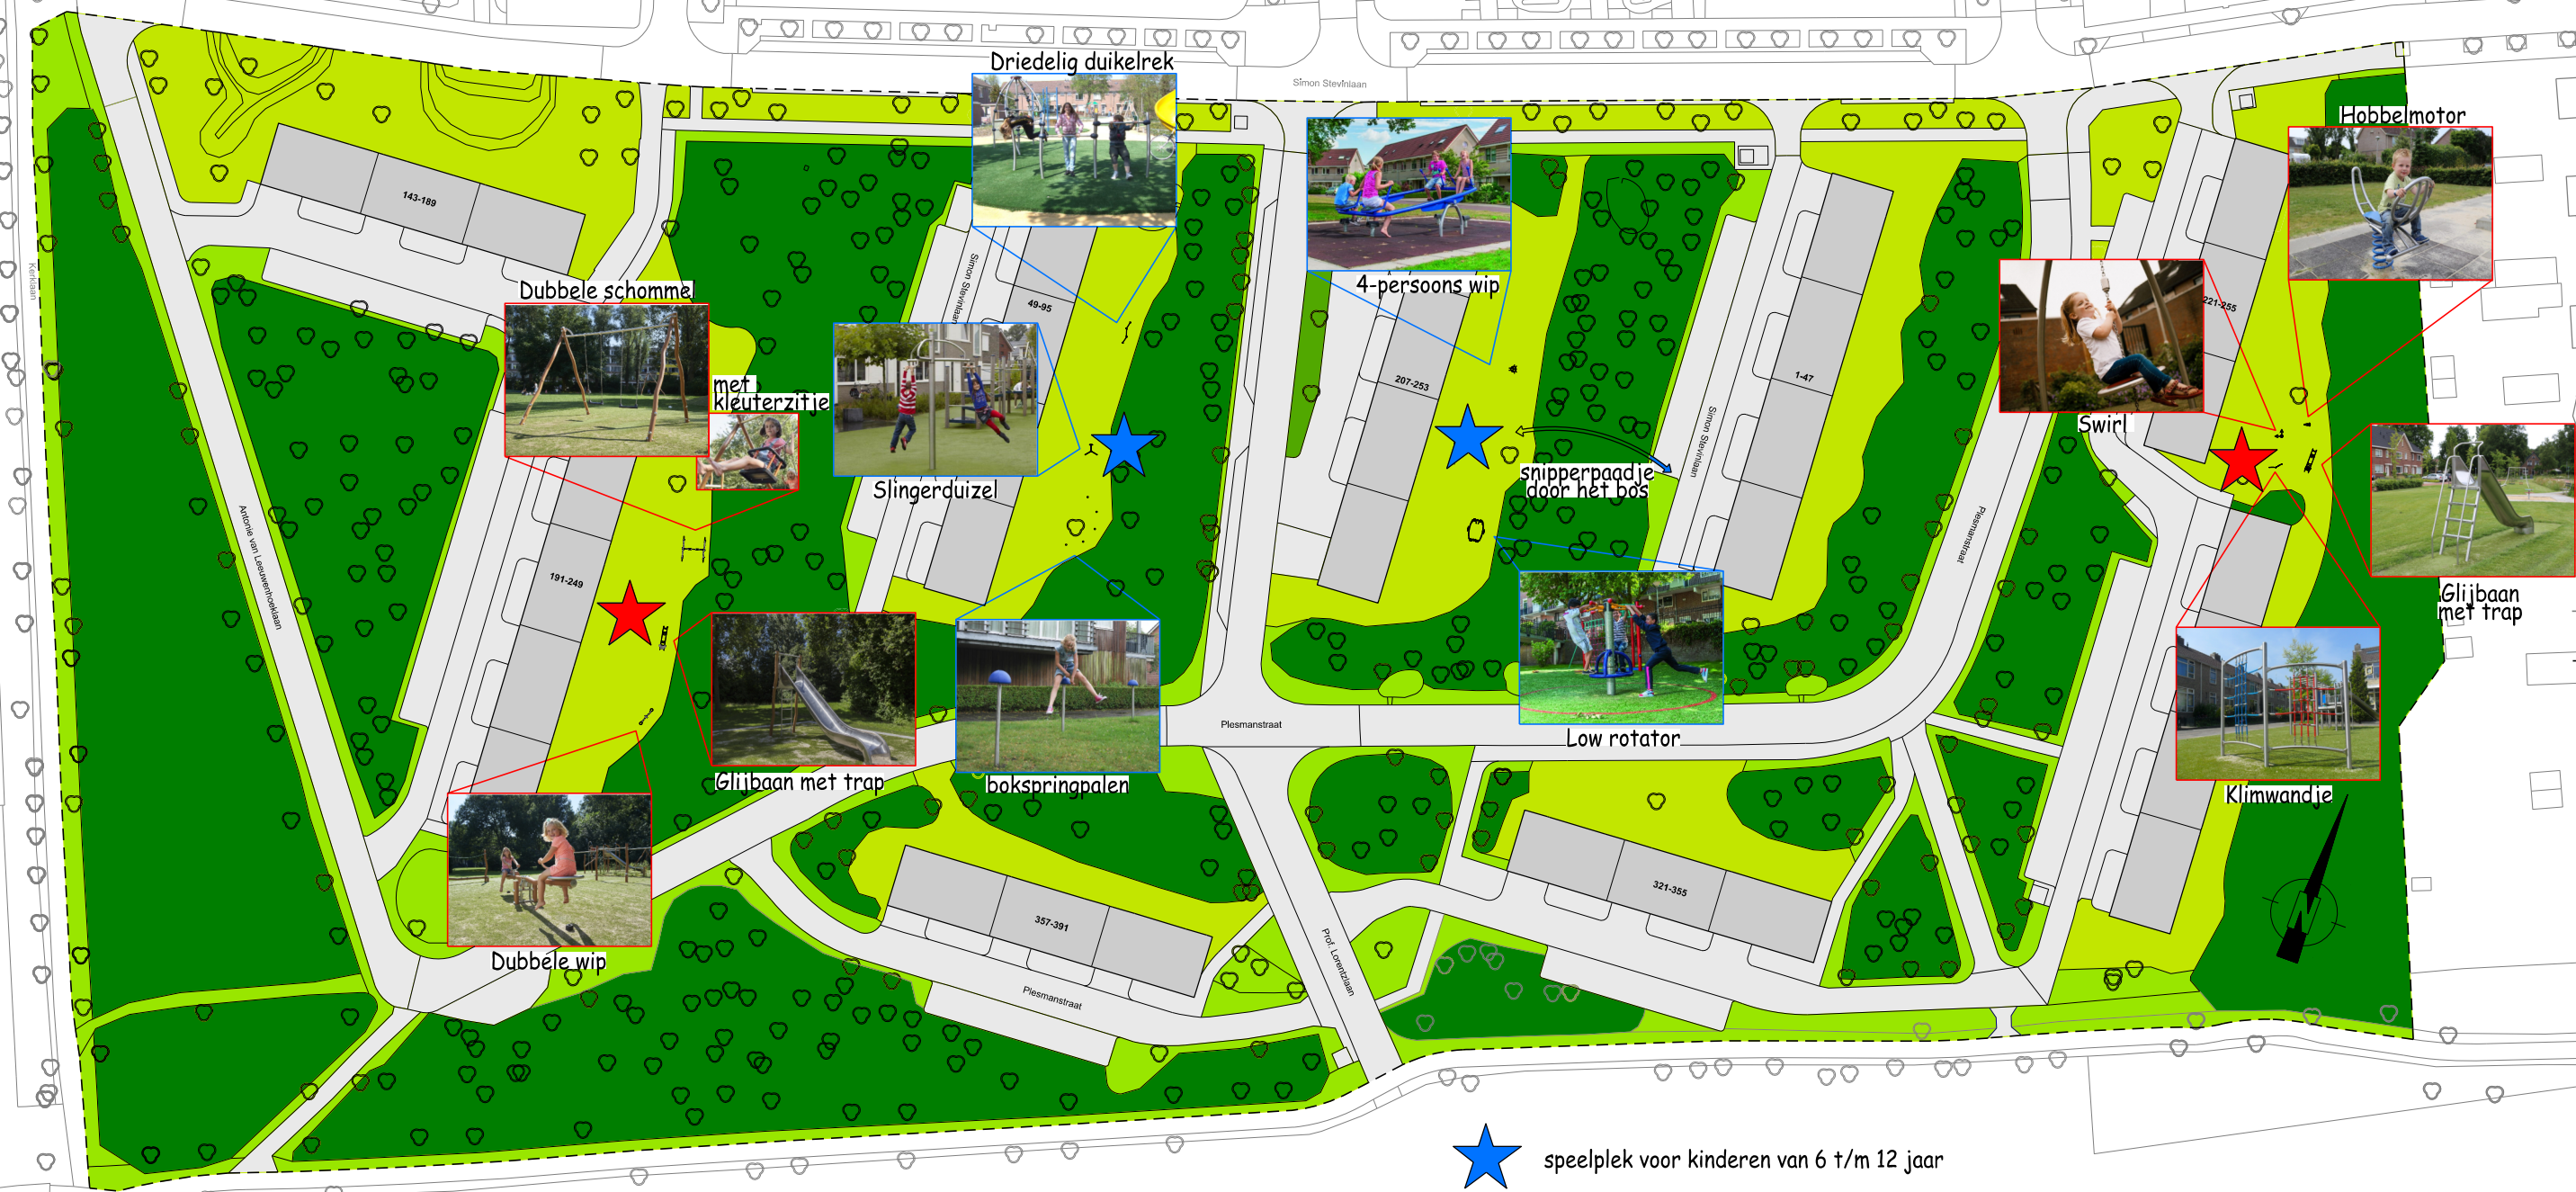 Simon Stevinlaan
Driedelig duikelrek
Hobbelmotor
143-189
Kerklaan
Simon Stevinlaan
49-95
4-persoons wip
207-253
1-47
221-255
Dubbele schommel
met
kleuterzitje
Slingerduizel
Swirl
snipperpaadje
door het bos
Simon Stevinlaan
Antonie van Leeuwenhoeklaan
191-249
Plesmanstraat
Glijbaan
met trap
Plesmanstraat
Low rotator
Glijbaan met trap
bokspringpalen
Klimwandje
321-355
357-391
Dubbele wip
Prof. Lorentzlaan
Plesmanstraat
speelplek voor kinderen van 6 t/m 12 jaar